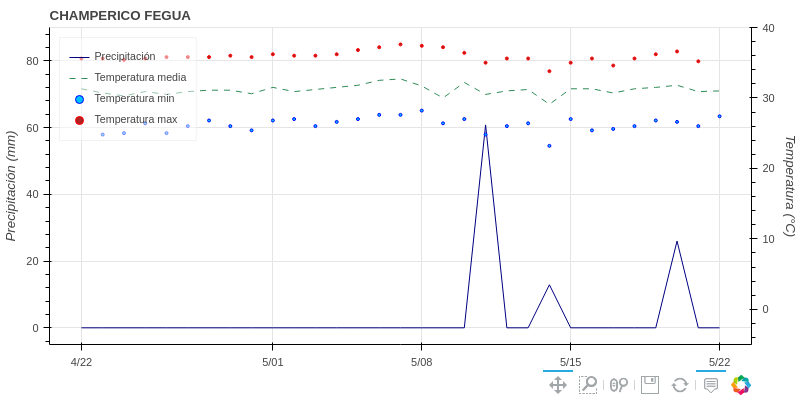 CHAMPERICO FEGUA
Precipitación
Temperatura media
Temperatura min
Temperatura max
Precipitación (mm)
80
60
40
20
0
Temperatura (°C)
40
30
20
10
0
4/22
5/01
5/08
5/15
5/22